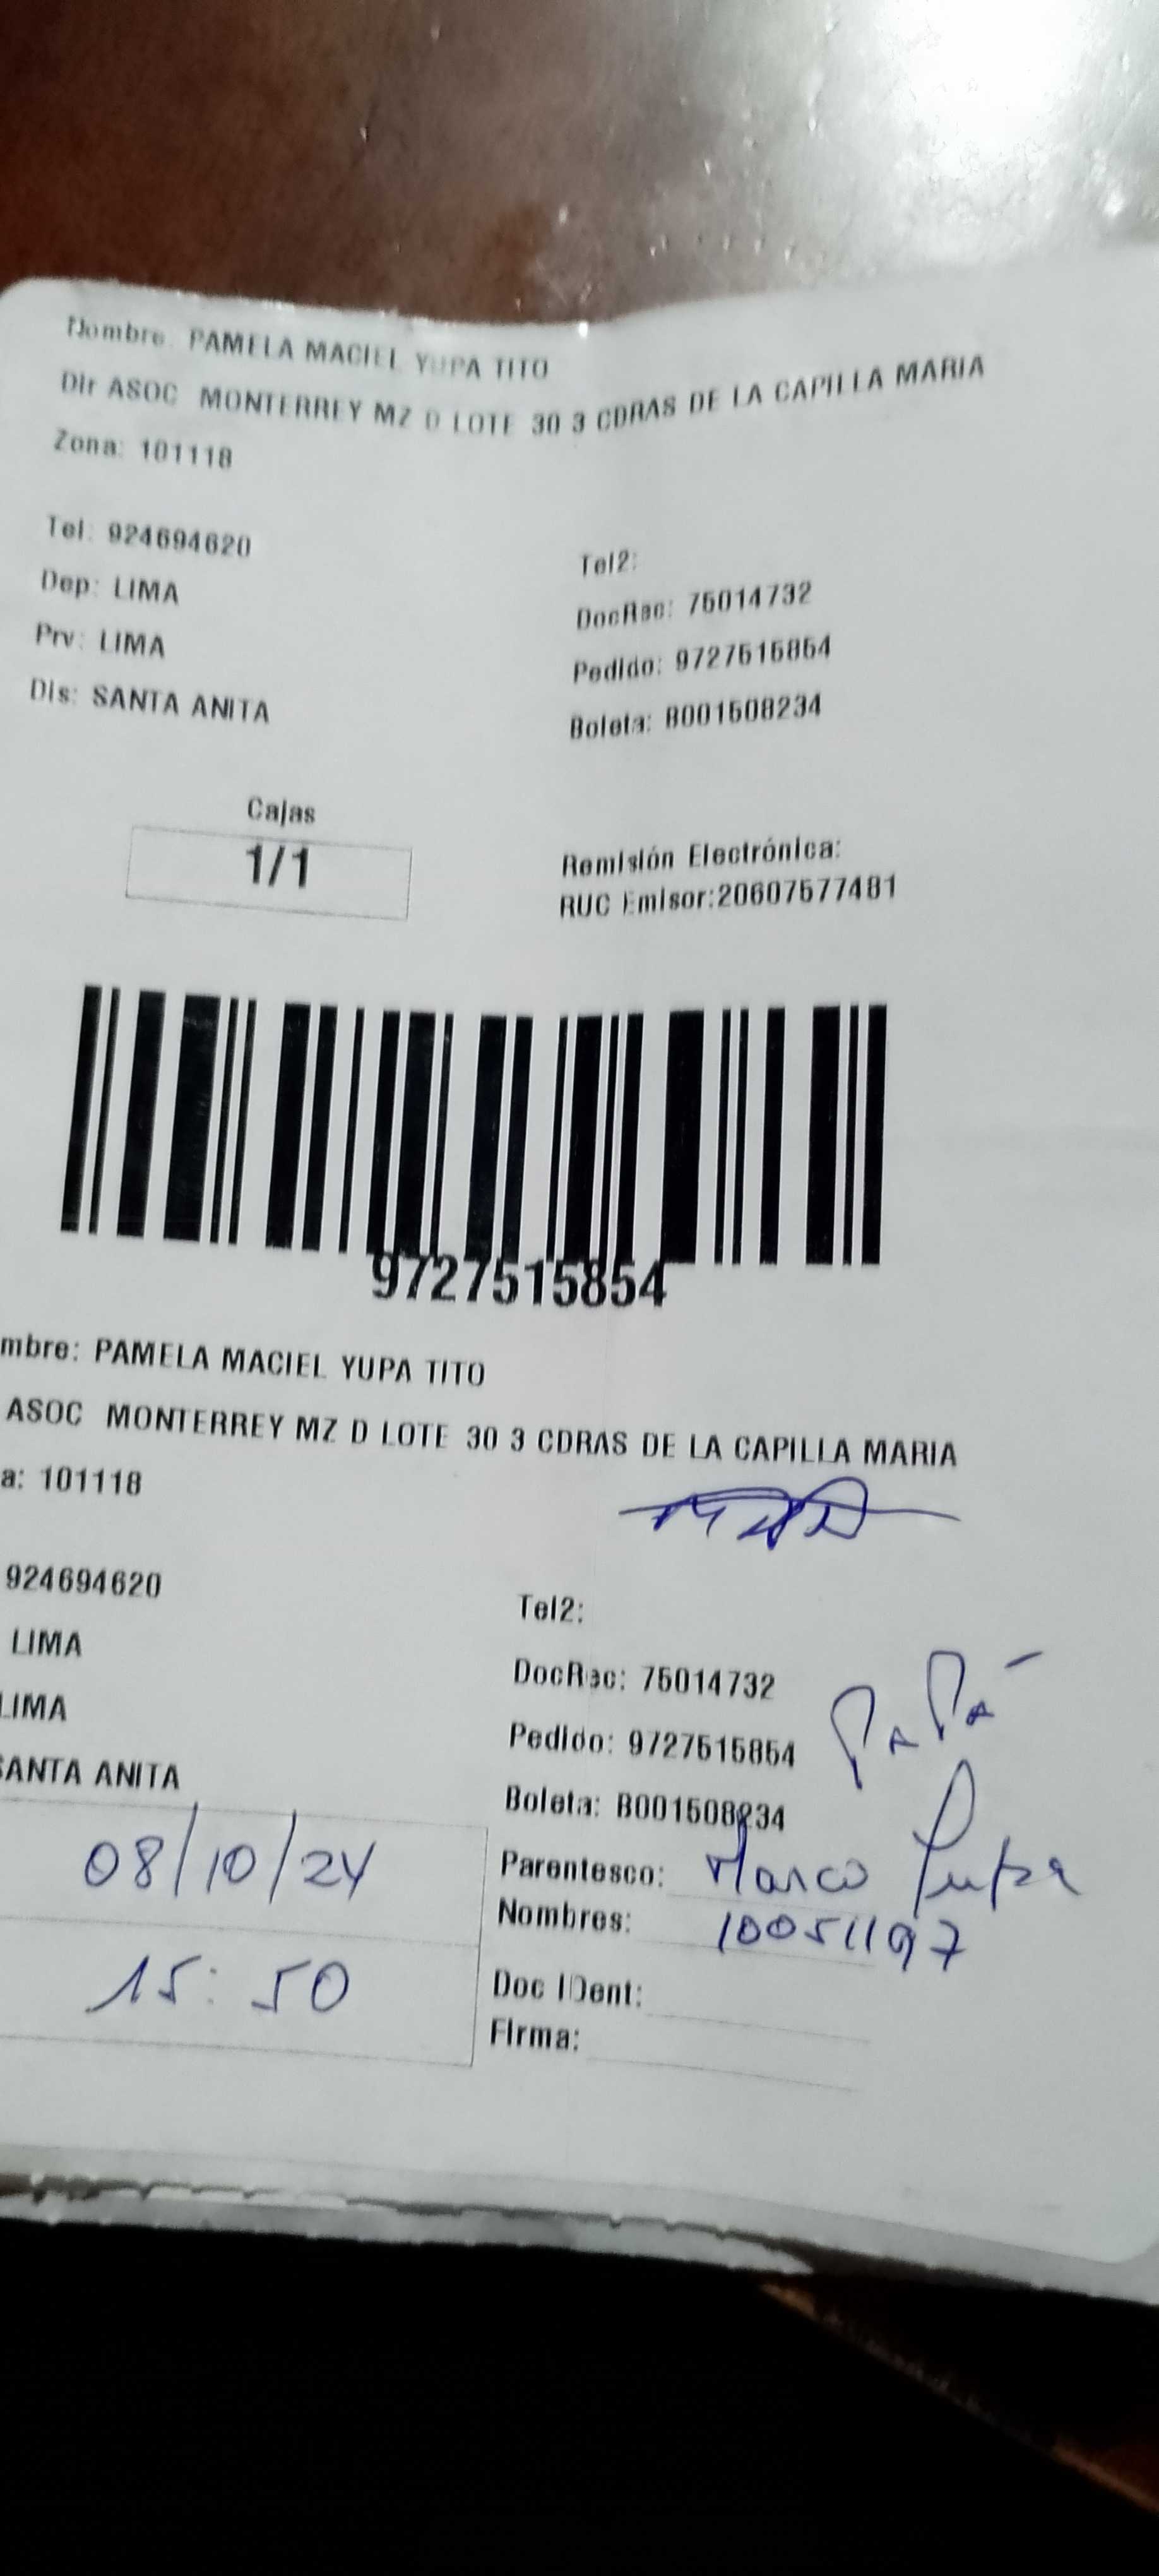 Nombre: PAMELA MACIEL YUPA TITO
Dir ASOC MONTERREY MZ D LOTE 30 3 CDRAS DE LA CAPILLA MARIA
Zona: 101118
Tel: 924694620
Tel2:
Dep: LIMA
DocRec: 75014732
Prv: LIMA
Pedido: 9727515854
Dis: SANTA ANITA
Boleta: B001508234
Cajas
1/1
Remisión Electrónica:
RUC Emisor:20607577481
9727515854
mbre: PAMELA MACIEL YUPA TITO
ASOC MONTERREY MZ D LOTE 30 3 CDRAS DE LA CAPILLA MARIA
a: 101118
924694620
Tel2:
LIMA
DocRec: 75014732
LIMA
Pedido: 9727515854
PaPá
SANTA ANITA
Boleta: B001508234
08/10/24
Parentesco: Marco Yupa
Nombres: 10051197
15:50
Doc IDent:
Firma: